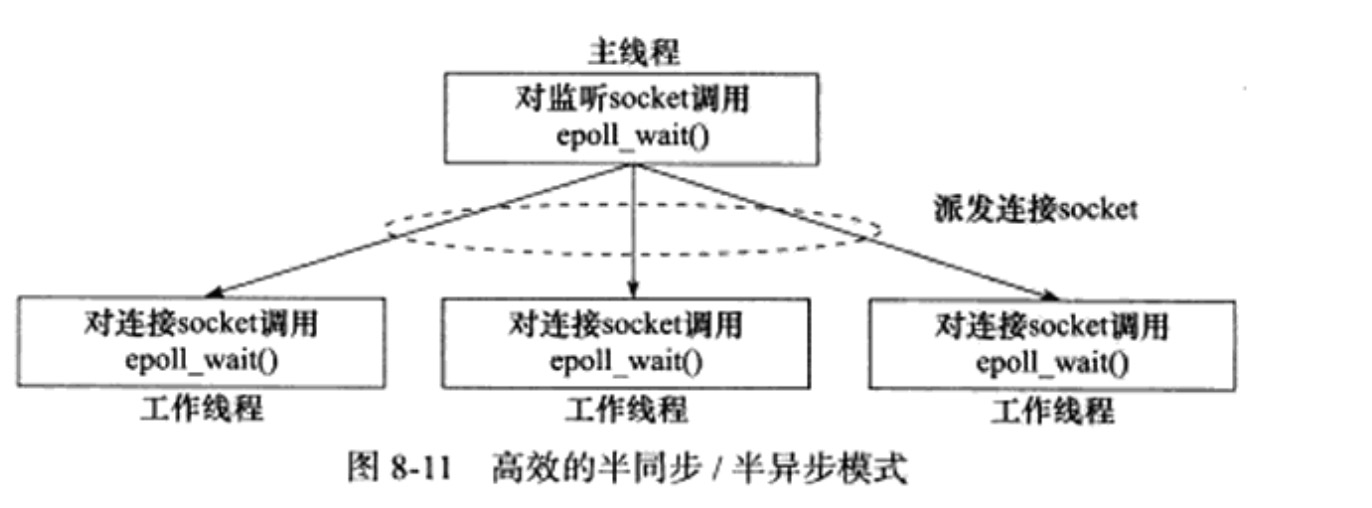 主线程
对监听socket调用
epoll_wait()
派发连接socket
对连接socket调用
epoll_wait()
工作线程
对连接socket调用
epoll_wait()
工作线程
对连接socket调用
epoll_wait()
工作线程
图 8-11 高效的半同步 / 半异步模式